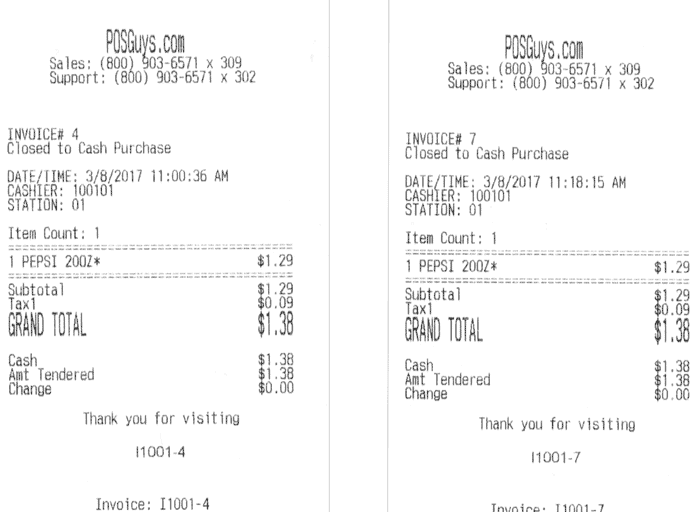 POSGuys.com
Sales: (800) 903-6571 x 309
Support: (800) 903-6571 x 302
INVOICE# 4
Closed to Cash Purchase
DATE/TIME: 3/8/2017 11:00:36 AM
CASHIER: 100101
STATION: 01
Item Count: 1
1 PEPSI 20OZ* $1.29
Subtotal $1.29
Tax1 $0.09
GRAND TOTAL $1.38
Cash $1.38
Amt Tendered $1.38
Change $0.00
Thank you for visiting
I1001-4
Invoice: I1001-4
POSGuys.com
Sales: (800) 903-6571 x 309
Support: (800) 903-6571 x 302
INVOICE# 7
Closed to Cash Purchase
DATE/TIME: 3/8/2017 11:18:15 AM
CASHIER: 100101
STATION: 01
Item Count: 1
1 PEPSI 20OZ* $1.29
Subtotal $1.29
Tax1 $0.09
GRAND TOTAL $1.38
Cash $1.38
Amt Tendered $1.38
Change $0.00
Thank you for visiting
I1001-7
Invoice: I1001-7